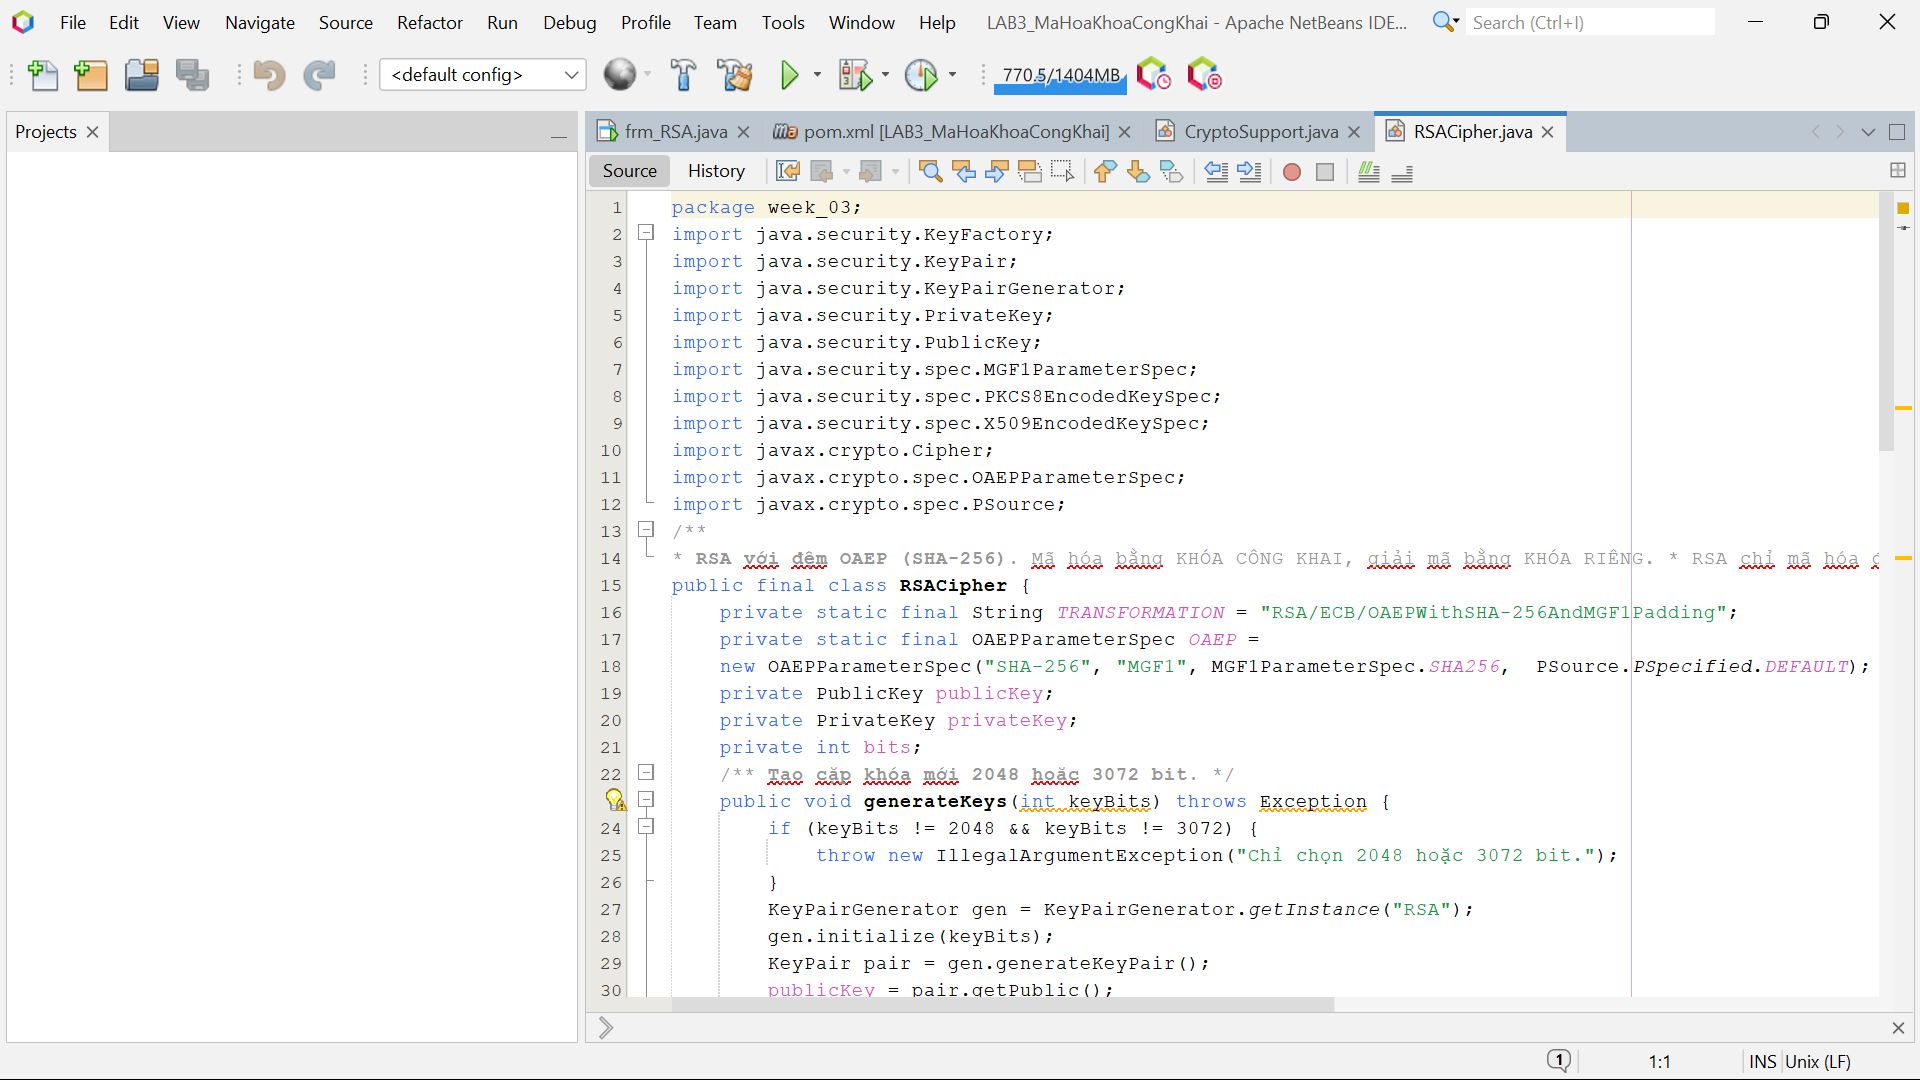 File Edit View Navigate Source Refactor Run Debug Profile Team Tools Window Help LAB3_MaHoaKhoaCongKhai - Apache NetBeans IDE... Search (Ctrl+I)
<default config> 770.5/1404MB
Projects
frm_RSA.java pom.xml [LAB3_MaHoaKhoaCongKhai] CryptoSupport.java RSACipher.java
Source History
1 package week_03;
2 import java.security.KeyFactory;
3 import java.security.KeyPair;
4 import java.security.KeyPairGenerator;
5 import java.security.PrivateKey;
6 import java.security.PublicKey;
7 import java.security.spec.MGF1ParameterSpec;
8 import java.security.spec.PKCS8EncodedKeySpec;
9 import java.security.spec.X509EncodedKeySpec;
10 import javax.crypto.Cipher;
11 import javax.crypto.spec.OAEPParameterSpec;
12 import javax.crypto.spec.PSource;
13 /**
14 * RSA với đệm OAEP (SHA-256). Mã hóa bằng KHÓA CÔNG KHAI, giải mã bằng KHÓA RIÊNG. * RSA chỉ mã hóa
15 public final class RSACipher {
16 private static final String TRANSFORMATION = "RSA/ECB/OAEPWithSHA-256AndMGF1Padding";
17 private static final OAEPParameterSpec OAEP =
18 new OAEPParameterSpec("SHA-256", "MGF1", MGF1ParameterSpec.SHA256, PSource.PSpecified.DEFAULT);
19 private PublicKey publicKey;
20 private PrivateKey privateKey;
21 private int bits;
22 /** Tạo cặp khóa mới 2048 hoặc 3072 bit. */
public void generateKeys(int keyBits) throws Exception {
24 if (keyBits != 2048 && keyBits != 3072) {
25 throw new IllegalArgumentException("Chỉ chọn 2048 hoặc 3072 bit.");
26 }
27 KeyPairGenerator gen = KeyPairGenerator.getInstance("RSA");
28 gen.initialize(keyBits);
29 KeyPair pair = gen.generateKeyPair();
30 publicKey = pair.getPublic();
1 1:1 INS Unix (LF)